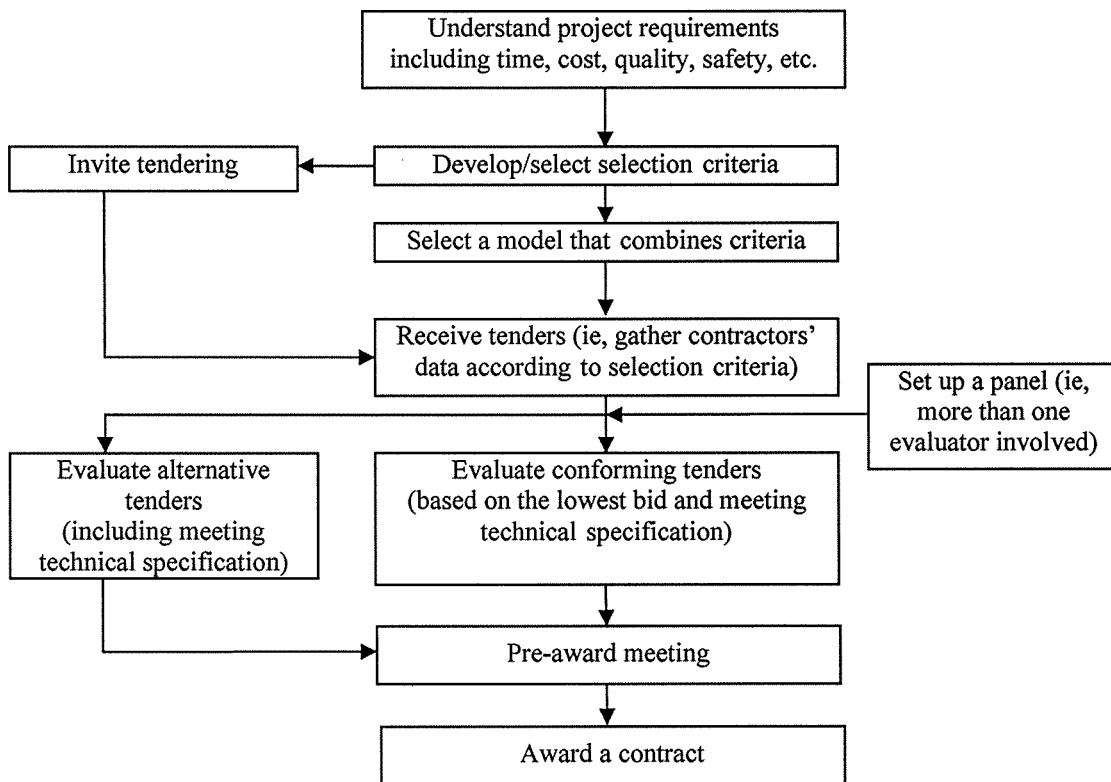 Understand project requirements
including time, cost, quality, safety, etc.
Invite tendering
Develop/select selection criteria
Select a model that combines criteria
Receive tenders (ie, gather contractors’
data according to selection criteria)
Set up a panel (ie,
more than one
evaluator involved)
Evaluate alternative
tenders
(including meeting
technical specification)
Evaluate conforming tenders
(based on the lowest bid and meeting
technical specification)
Pre-award meeting
Award a contract